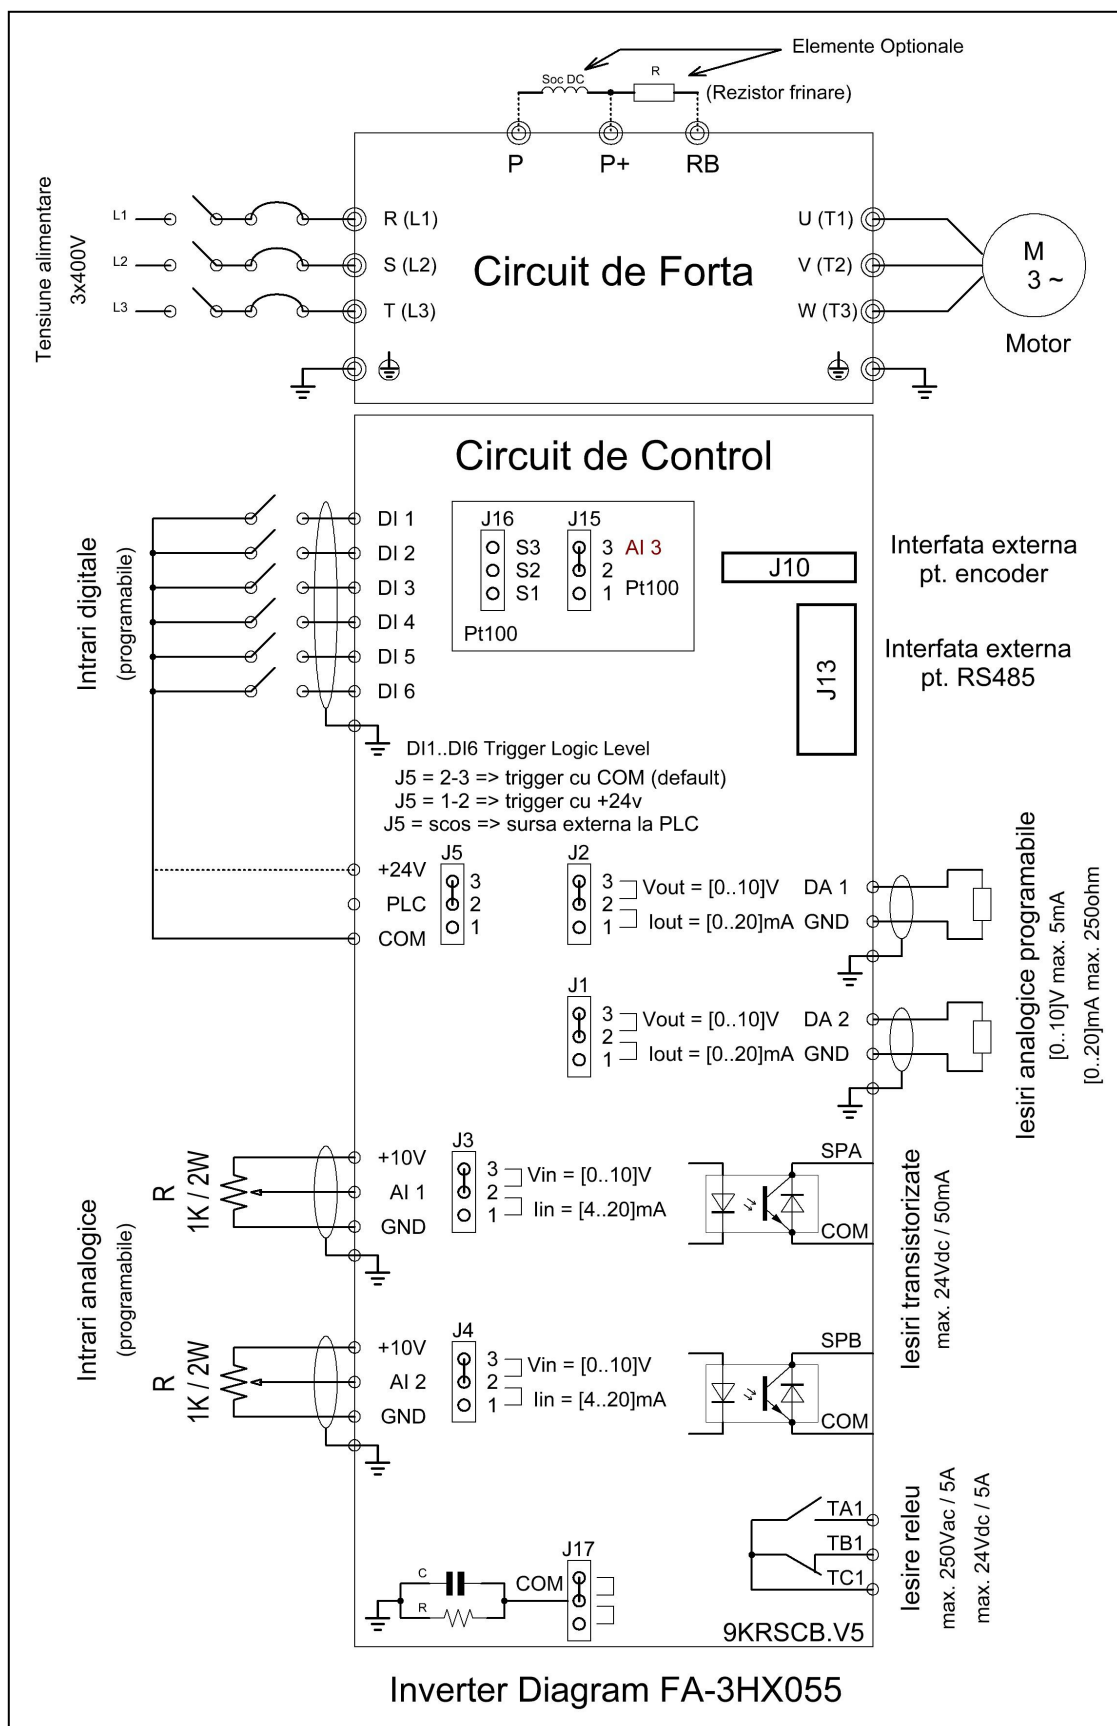 Elemente Optionale
Soc DC
R
(Rezistor frinare)
P
P+
RB
Tensiune alimentare
3x400V
L1
R (L1)
U (T1)
L2
S (L2)
Circuit de Forta
V (T2)
M
3 ~
L3
T (L3)
W (T3)
Motor
Circuit de Control
Intrari digitale
(programabile)
DI 1
DI 2
DI 3
DI 4
DI 5
DI 6
J16
S3
S2
S1
Pt100
J15
3 AI 3
2
1 Pt100
J10
Interfata externa
pt. encoder
J13
Interfata externa
pt. RS485
DI1..DI6 Trigger Logic Level
J5 = 2-3 => trigger cu COM (default)
J5 = 1-2 => trigger cu +24v
J5 = scos => sursa externa la PLC
+24V
PLC
COM
J5
3
2
1
J2
3
2
1
Vout = [0..10]V
Iout = [0..20]mA
DA 1
GND
J1
3
2
1
Vout = [0..10]V
Iout = [0..20]mA
DA 2
GND
Iesiri analogice programabile
[0..10]V max. 5mA
[0..20]mA max. 250ohm
Intrari analogice
(programabile)
R
1K / 2W
+10V
AI 1
GND
J3
3
2
1
Vin = [0..10]V
Iin = [4..20]mA
SPA
COM
Iesiri transistorizate
max. 24Vdc / 50mA
R
1K / 2W
+10V
AI 2
GND
J4
3
2
1
Vin = [0..10]V
Iin = [4..20]mA
SPB
COM
TA1
TB1
TC1
Iesire releu
max. 250Vac / 5A
max. 24Vdc / 5A
C
R
COM
J17
9KRSCB.V5
Inverter Diagram FA-3HX055